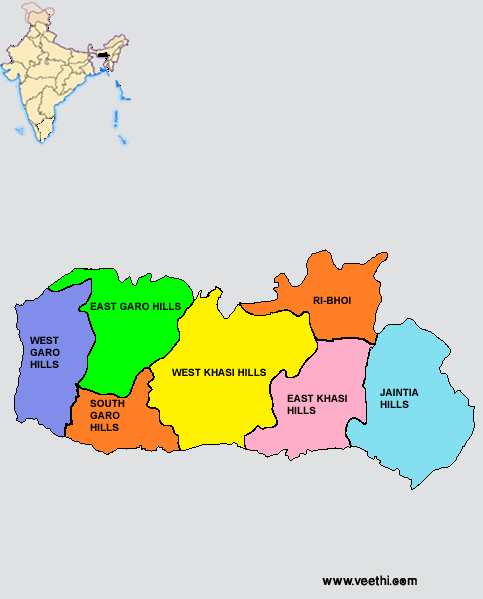 RI-BHOI
EAST GARO HILLS
WEST
GARO
HILLS
WEST KHASI HILLS
JAINTIA
HILLS
EAST KHASI
HILLS
SOUTH
GARO
HILLS
www.veethi.com